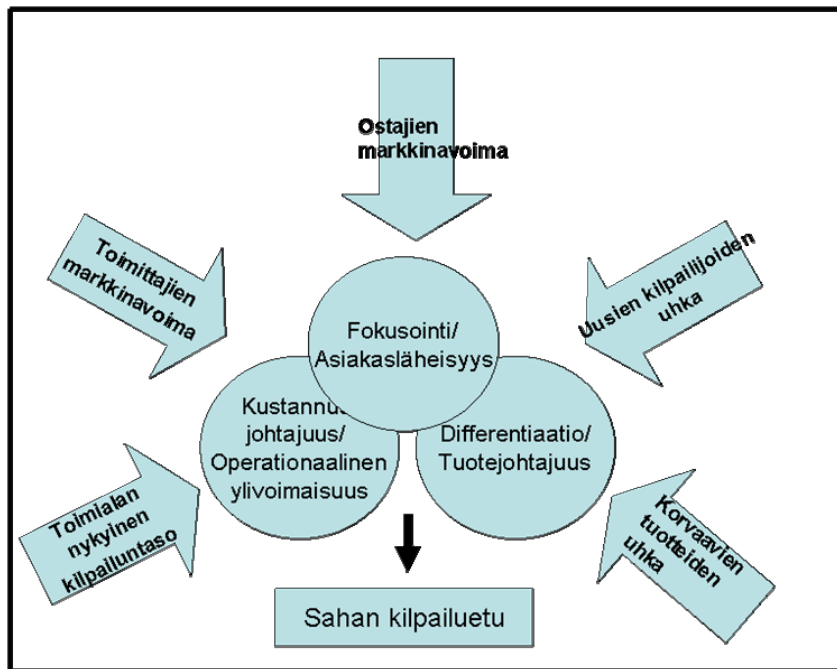 Ostajien
markkinavoima
Toimittajien
markkinavoima
Uusien kilpailijoiden
uhka
Fokusointi/
Asiakasläheisyys
Kustannus
johtajuus/
Operationaalinen
ylivoimaisuus
Differentiaatio/
Tuotejohtajuus
Toimialan
nykyinen
kilpailuntaso
Korvaavien
tuotteiden
uhka
Sahan kilpailuetu